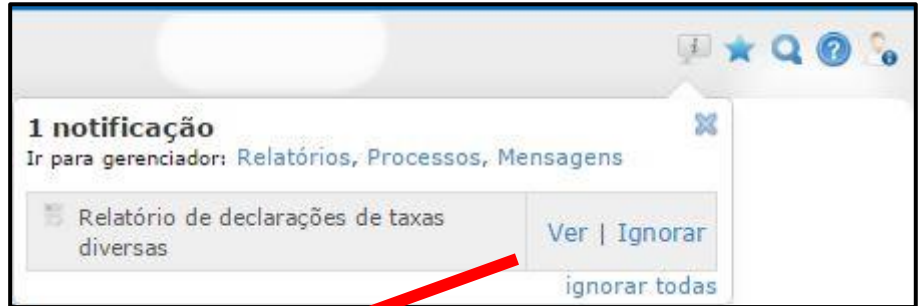 1 notificação
Ir para gerenciador: Relatórios, Processos, Mensagens
Relatório de declarações de taxas
diversas
Ver | Ignorar
ignorar todas